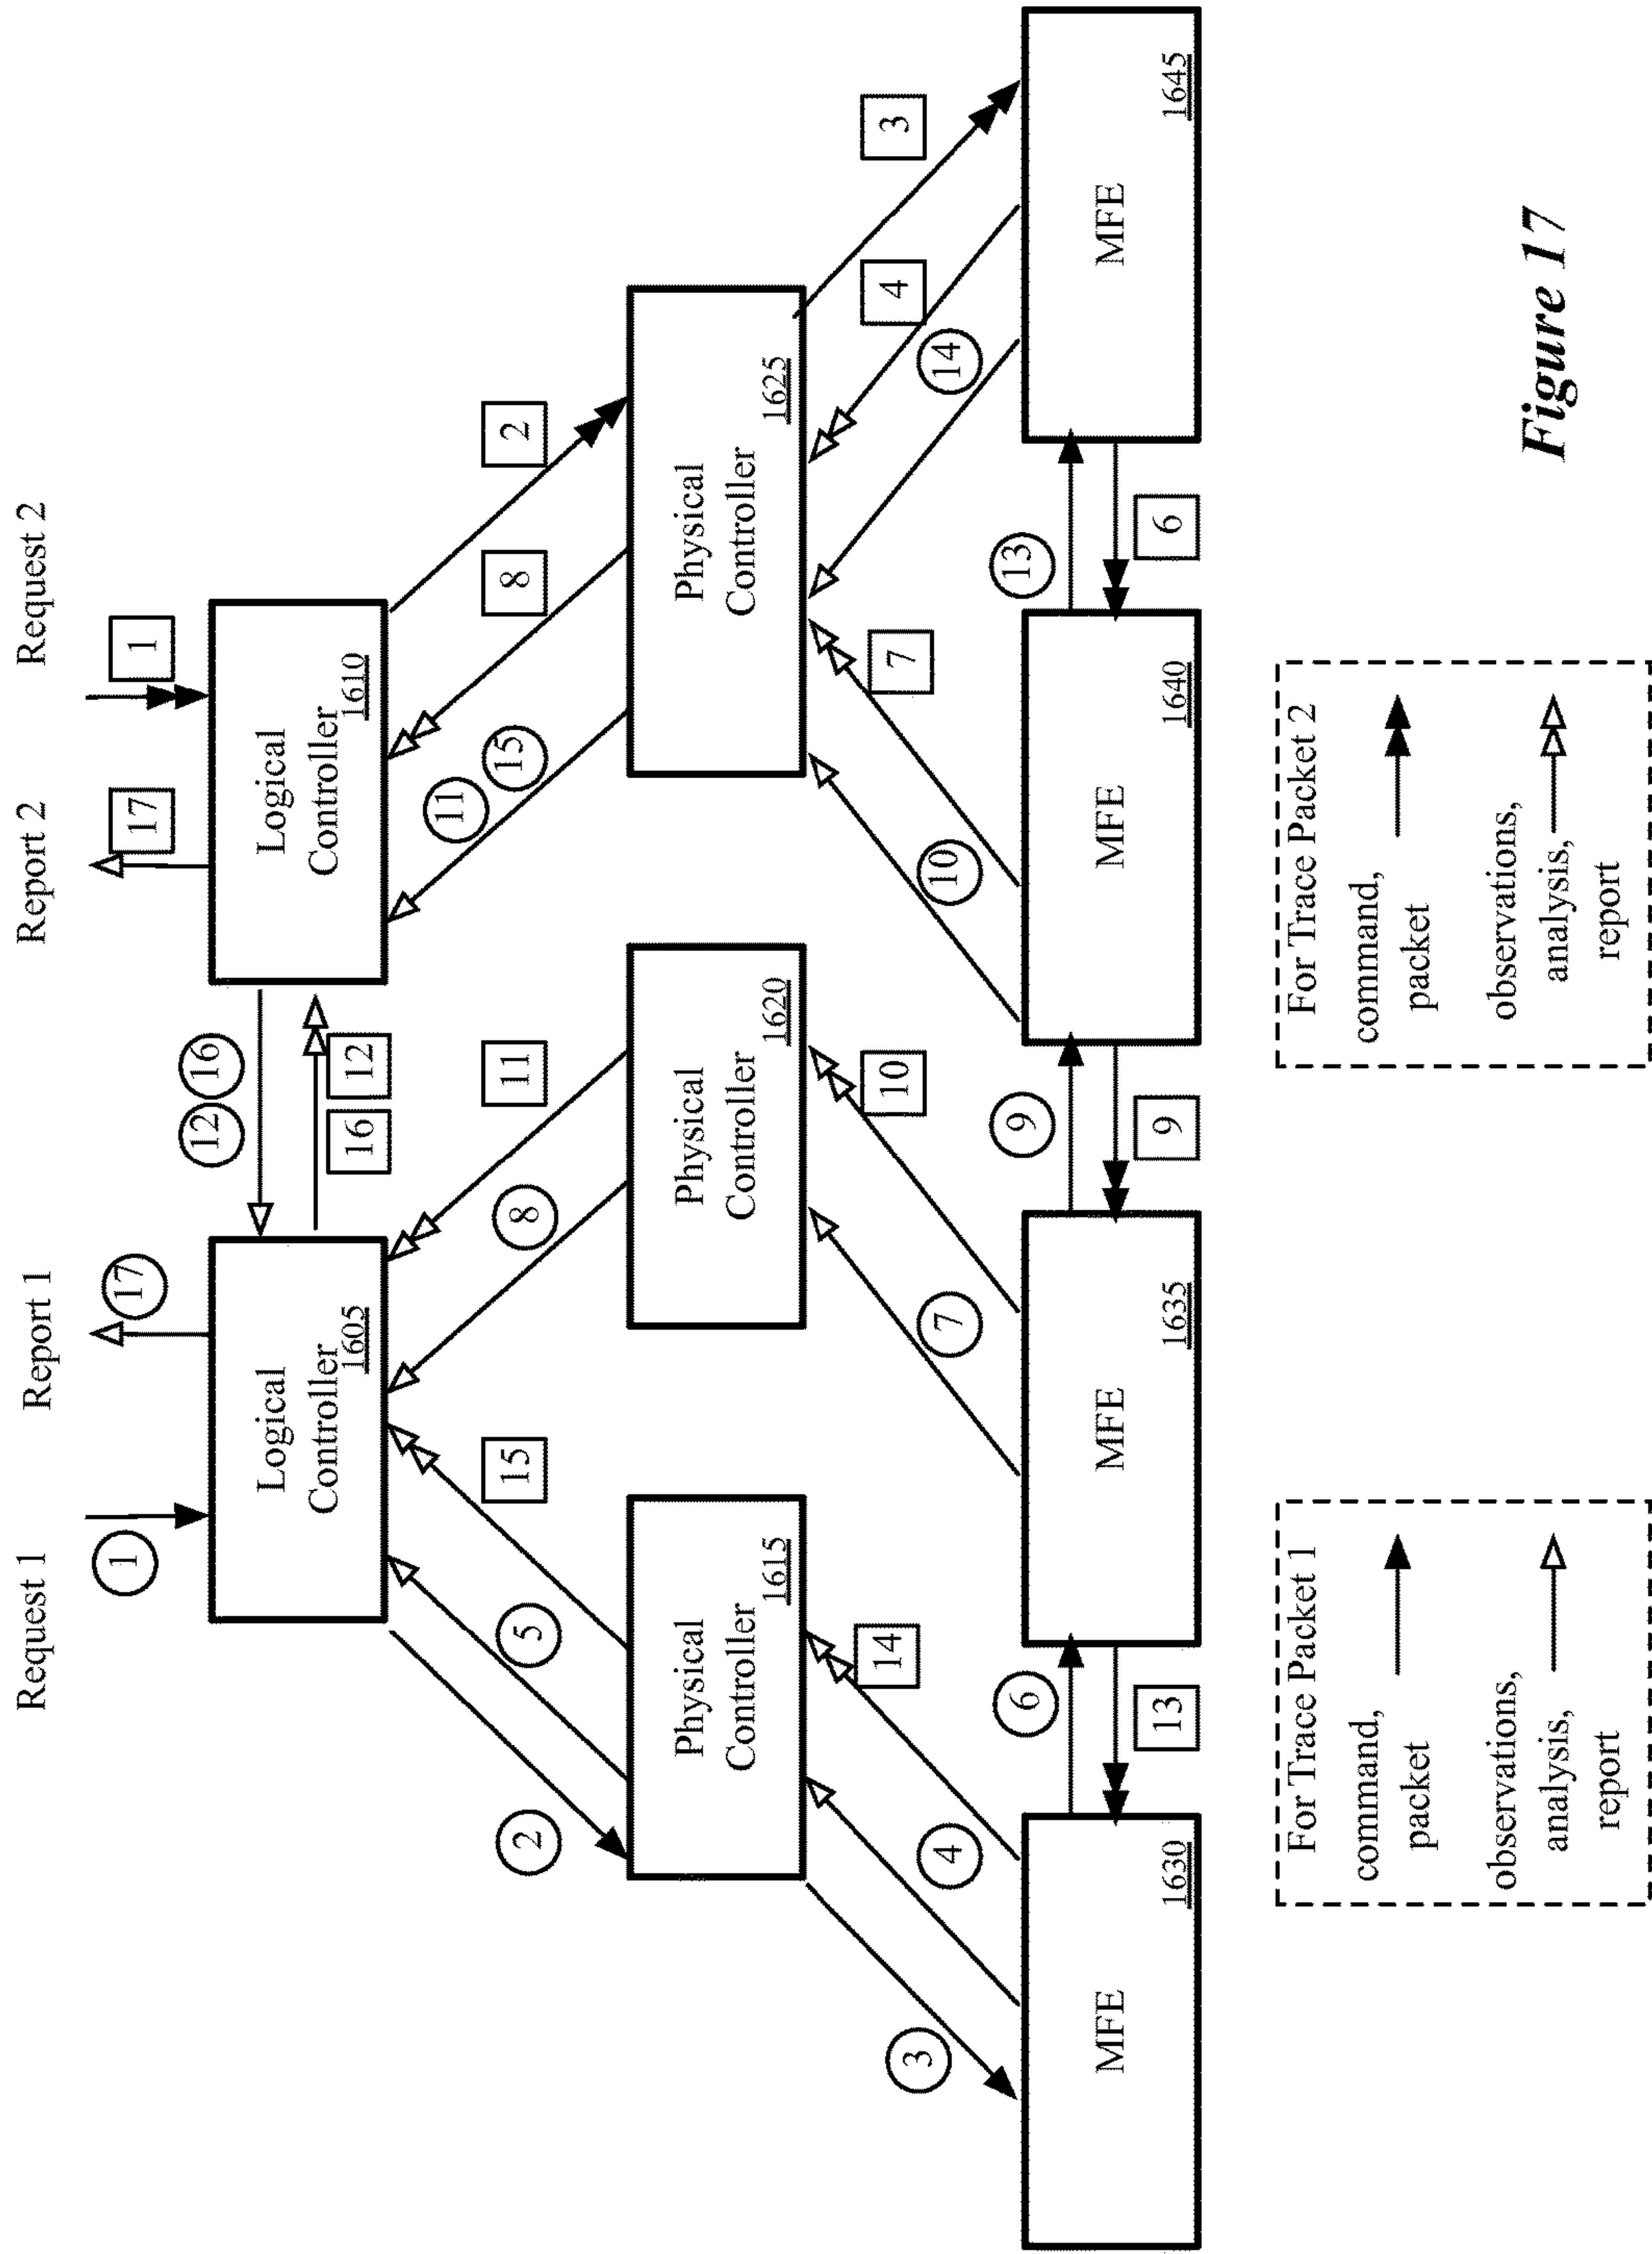 Request 1
Report 1
Report 2
Request 2
1
17
17
1
Logical
Controller
1605
12
16
16
12
Logical
Controller
1610
2
5
15
8
11
11
15
8
2
Physical
Controller
1615
Physical
Controller
1620
Physical
Controller
1625
3
4
14
7
10
10
7
14
4
3
MFE
1630
6
13
MFE
1635
9
9
MFE
1640
13
6
MFE
1645
For Trace Packet 1
command,
packet
observations,
analysis,
report
For Trace Packet 2
command,
packet
observations,
analysis,
report
Figure 17